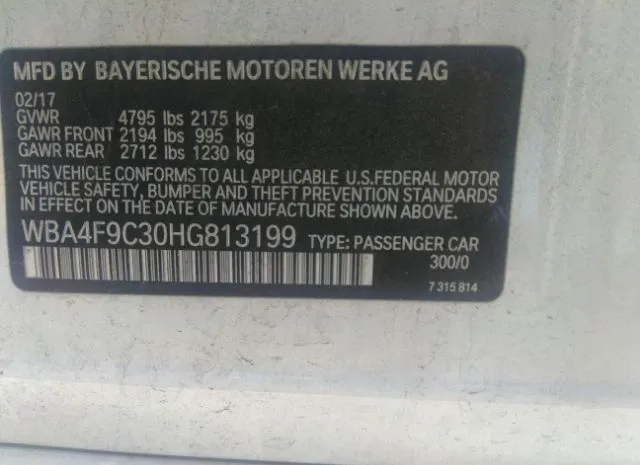 MFD BY BAYERISCHE MOTOREN WERKE AG
02/17
GVWR 4795 lbs 2175 kg
GAWR FRONT 2194 lbs 995 kg
GAWR REAR 2712 lbs 1230 kg
THIS VEHICLE CONFORMS TO ALL APPLICABLE U.S.FEDERAL MOTOR
VEHICLE SAFETY, BUMPER AND THEFT PREVENTION STANDARDS
IN EFFECT ON THE DATE OF MANUFACTURE SHOWN ABOVE.
WBA4F9C30HG813199 TYPE: PASSENGER CAR
300/0
7 315 814